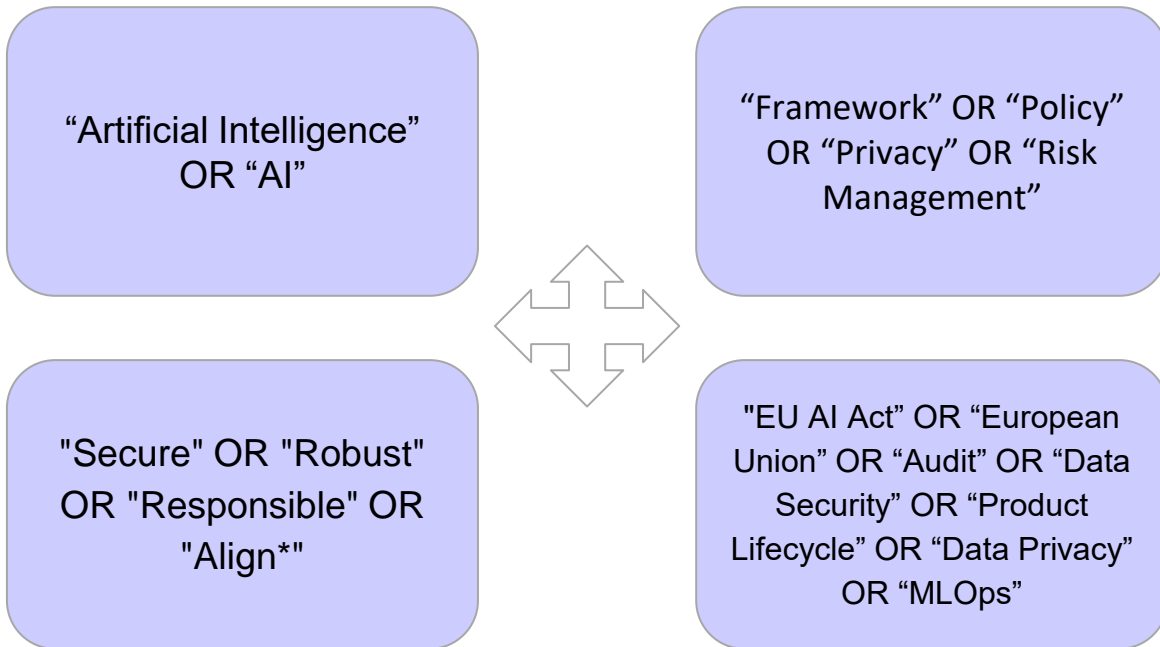 “Artificial Intelligence”
OR “AI”
“Framework” OR “Policy”
OR “Privacy” OR “Risk
Management”
"Secure" OR "Robust"
OR "Responsible" OR
"Align*"
"EU AI Act” OR “European
Union” OR “Audit” OR “Data
Security” OR “Product
Lifecycle” OR “Data Privacy”
OR “MLOps”